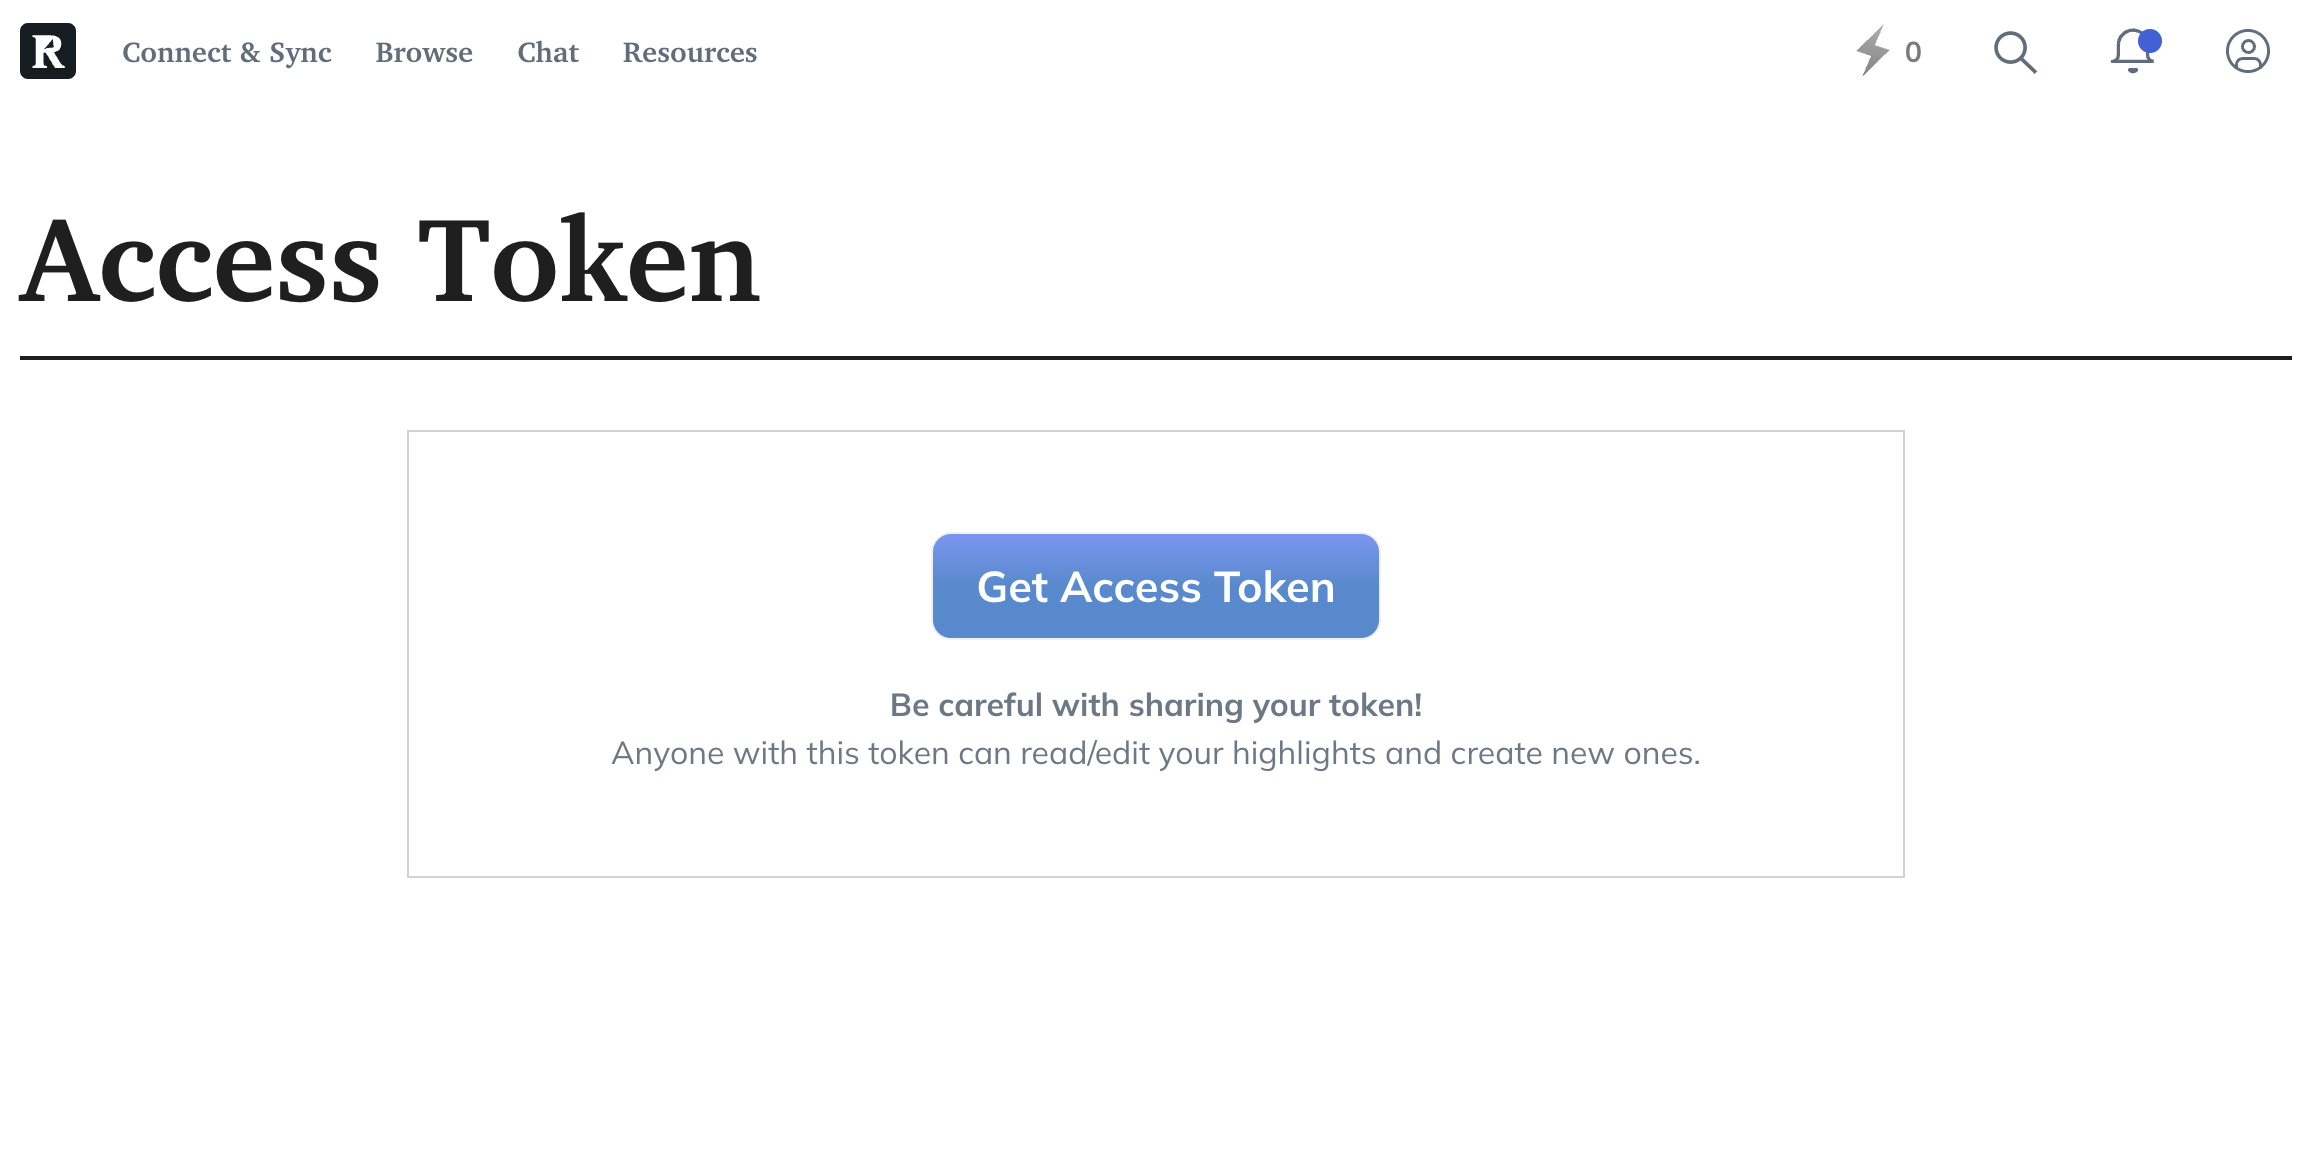 R
Connect & Sync Browse Chat Resources 0
Access Token
Get Access Token
Be careful with sharing your token!
Anyone with this token can read/edit your highlights and create new ones.